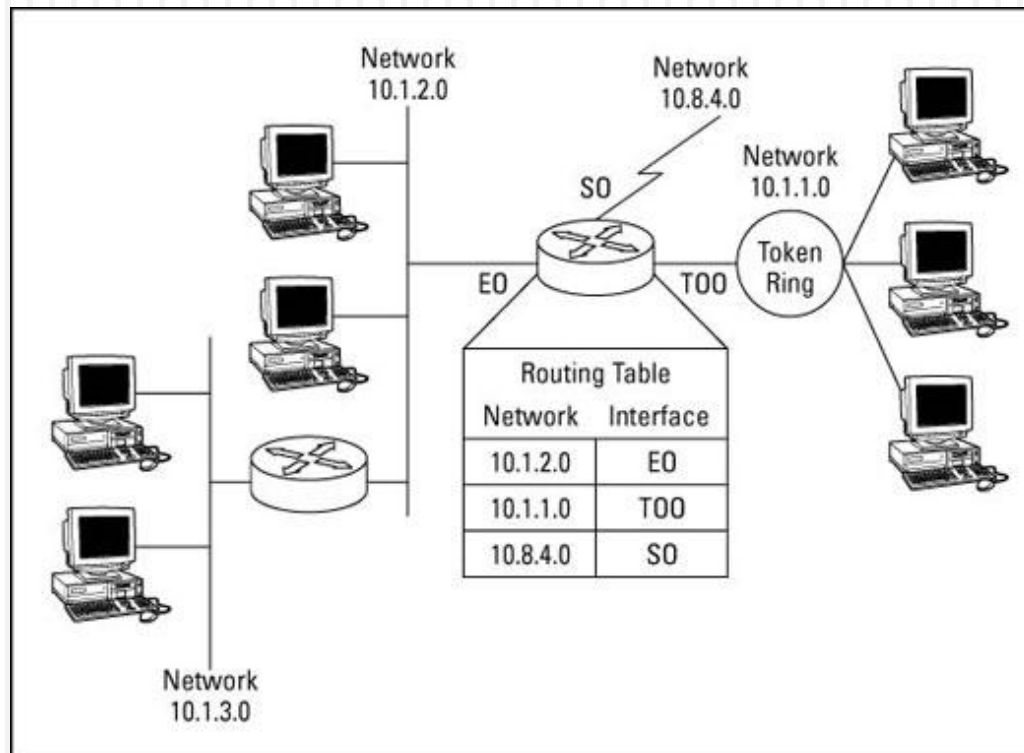 Network
10.1.2.0
Network
10.8.4.0
Network
10.1.1.0
SO
EO
TOO
Token
Ring
Routing Table
Network Interface
10.1.2.0 EO
10.1.1.0 TOO
10.8.4.0 SO
Network
10.1.3.0